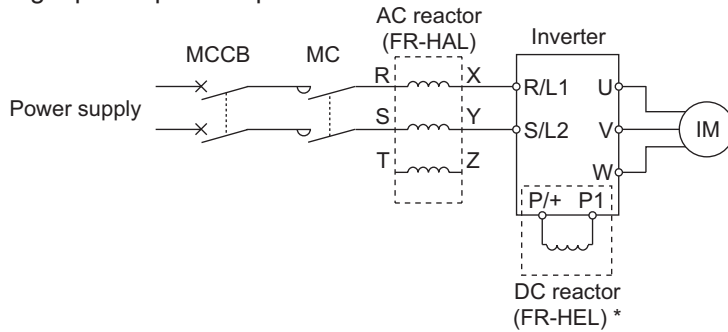 AC reactor
(FR-HAL)
MCCB
MC
Inverter
R
X
R/L1
U
Power supply
S
Y
S/L2
V
IM
T
Z
W
P/+
P1
DC reactor
(FR-HEL) *